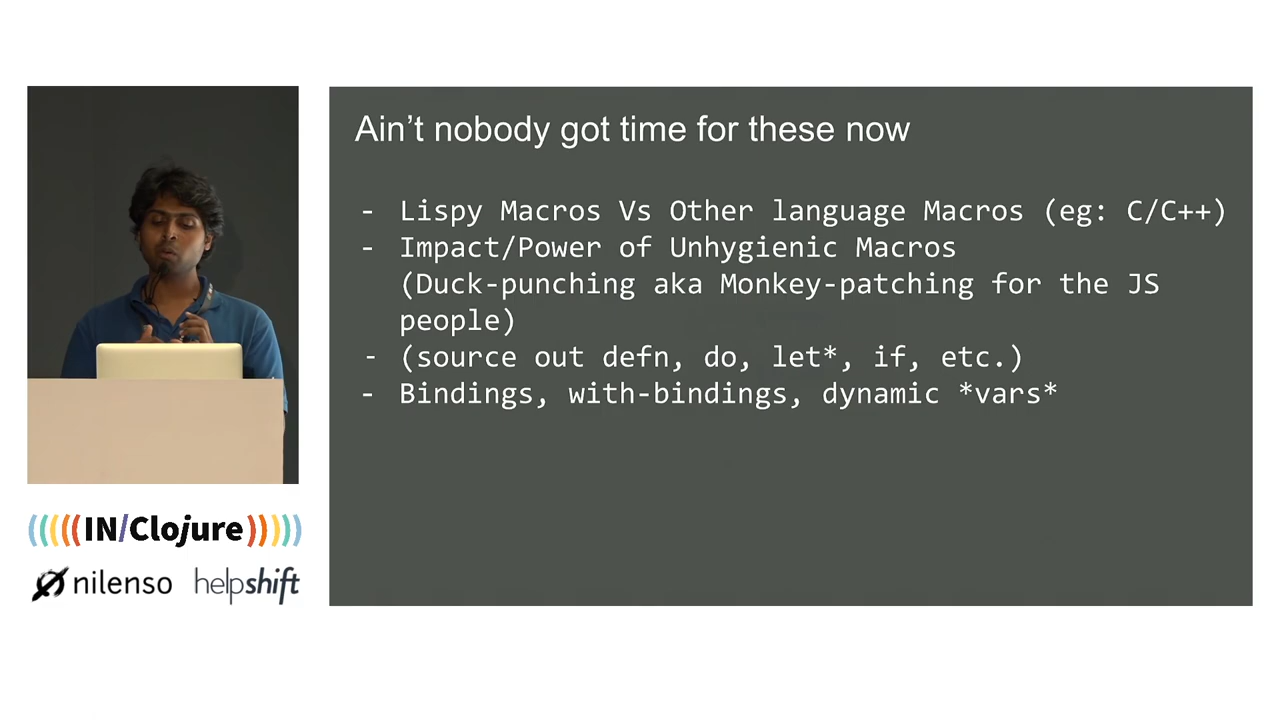 Ain’t nobody got time for these now
- Lispy Macros Vs Other language Macros (eg: C/C++)
- Impact/Power of Unhygienic Macros
(Duck-punching aka Monkey-patching for the JS
people)
- (source out defn, do, let*, if, etc.)
- Bindings, with-bindings, dynamic *vars*
(((((IN/Clojure)))))
nilenso helpshift